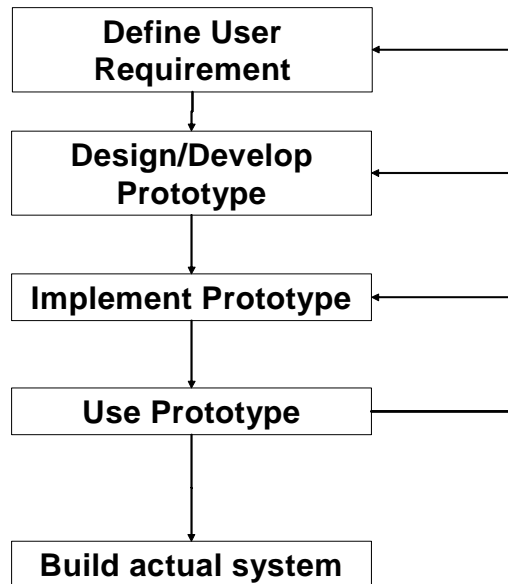 Define User
Requirement
Design/Develop
Prototype
Implement Prototype
Use Prototype
Build actual system